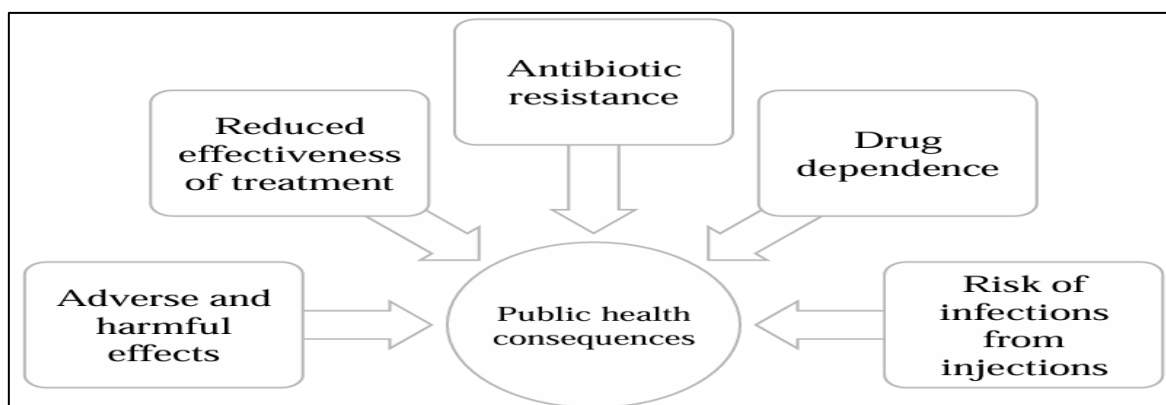 Antibiotic
resistance
Reduced
effectiveness
of treatment
Drug
dependence
Adverse and
harmful
effects
Public health
consequences
Risk of
infections
from
injections